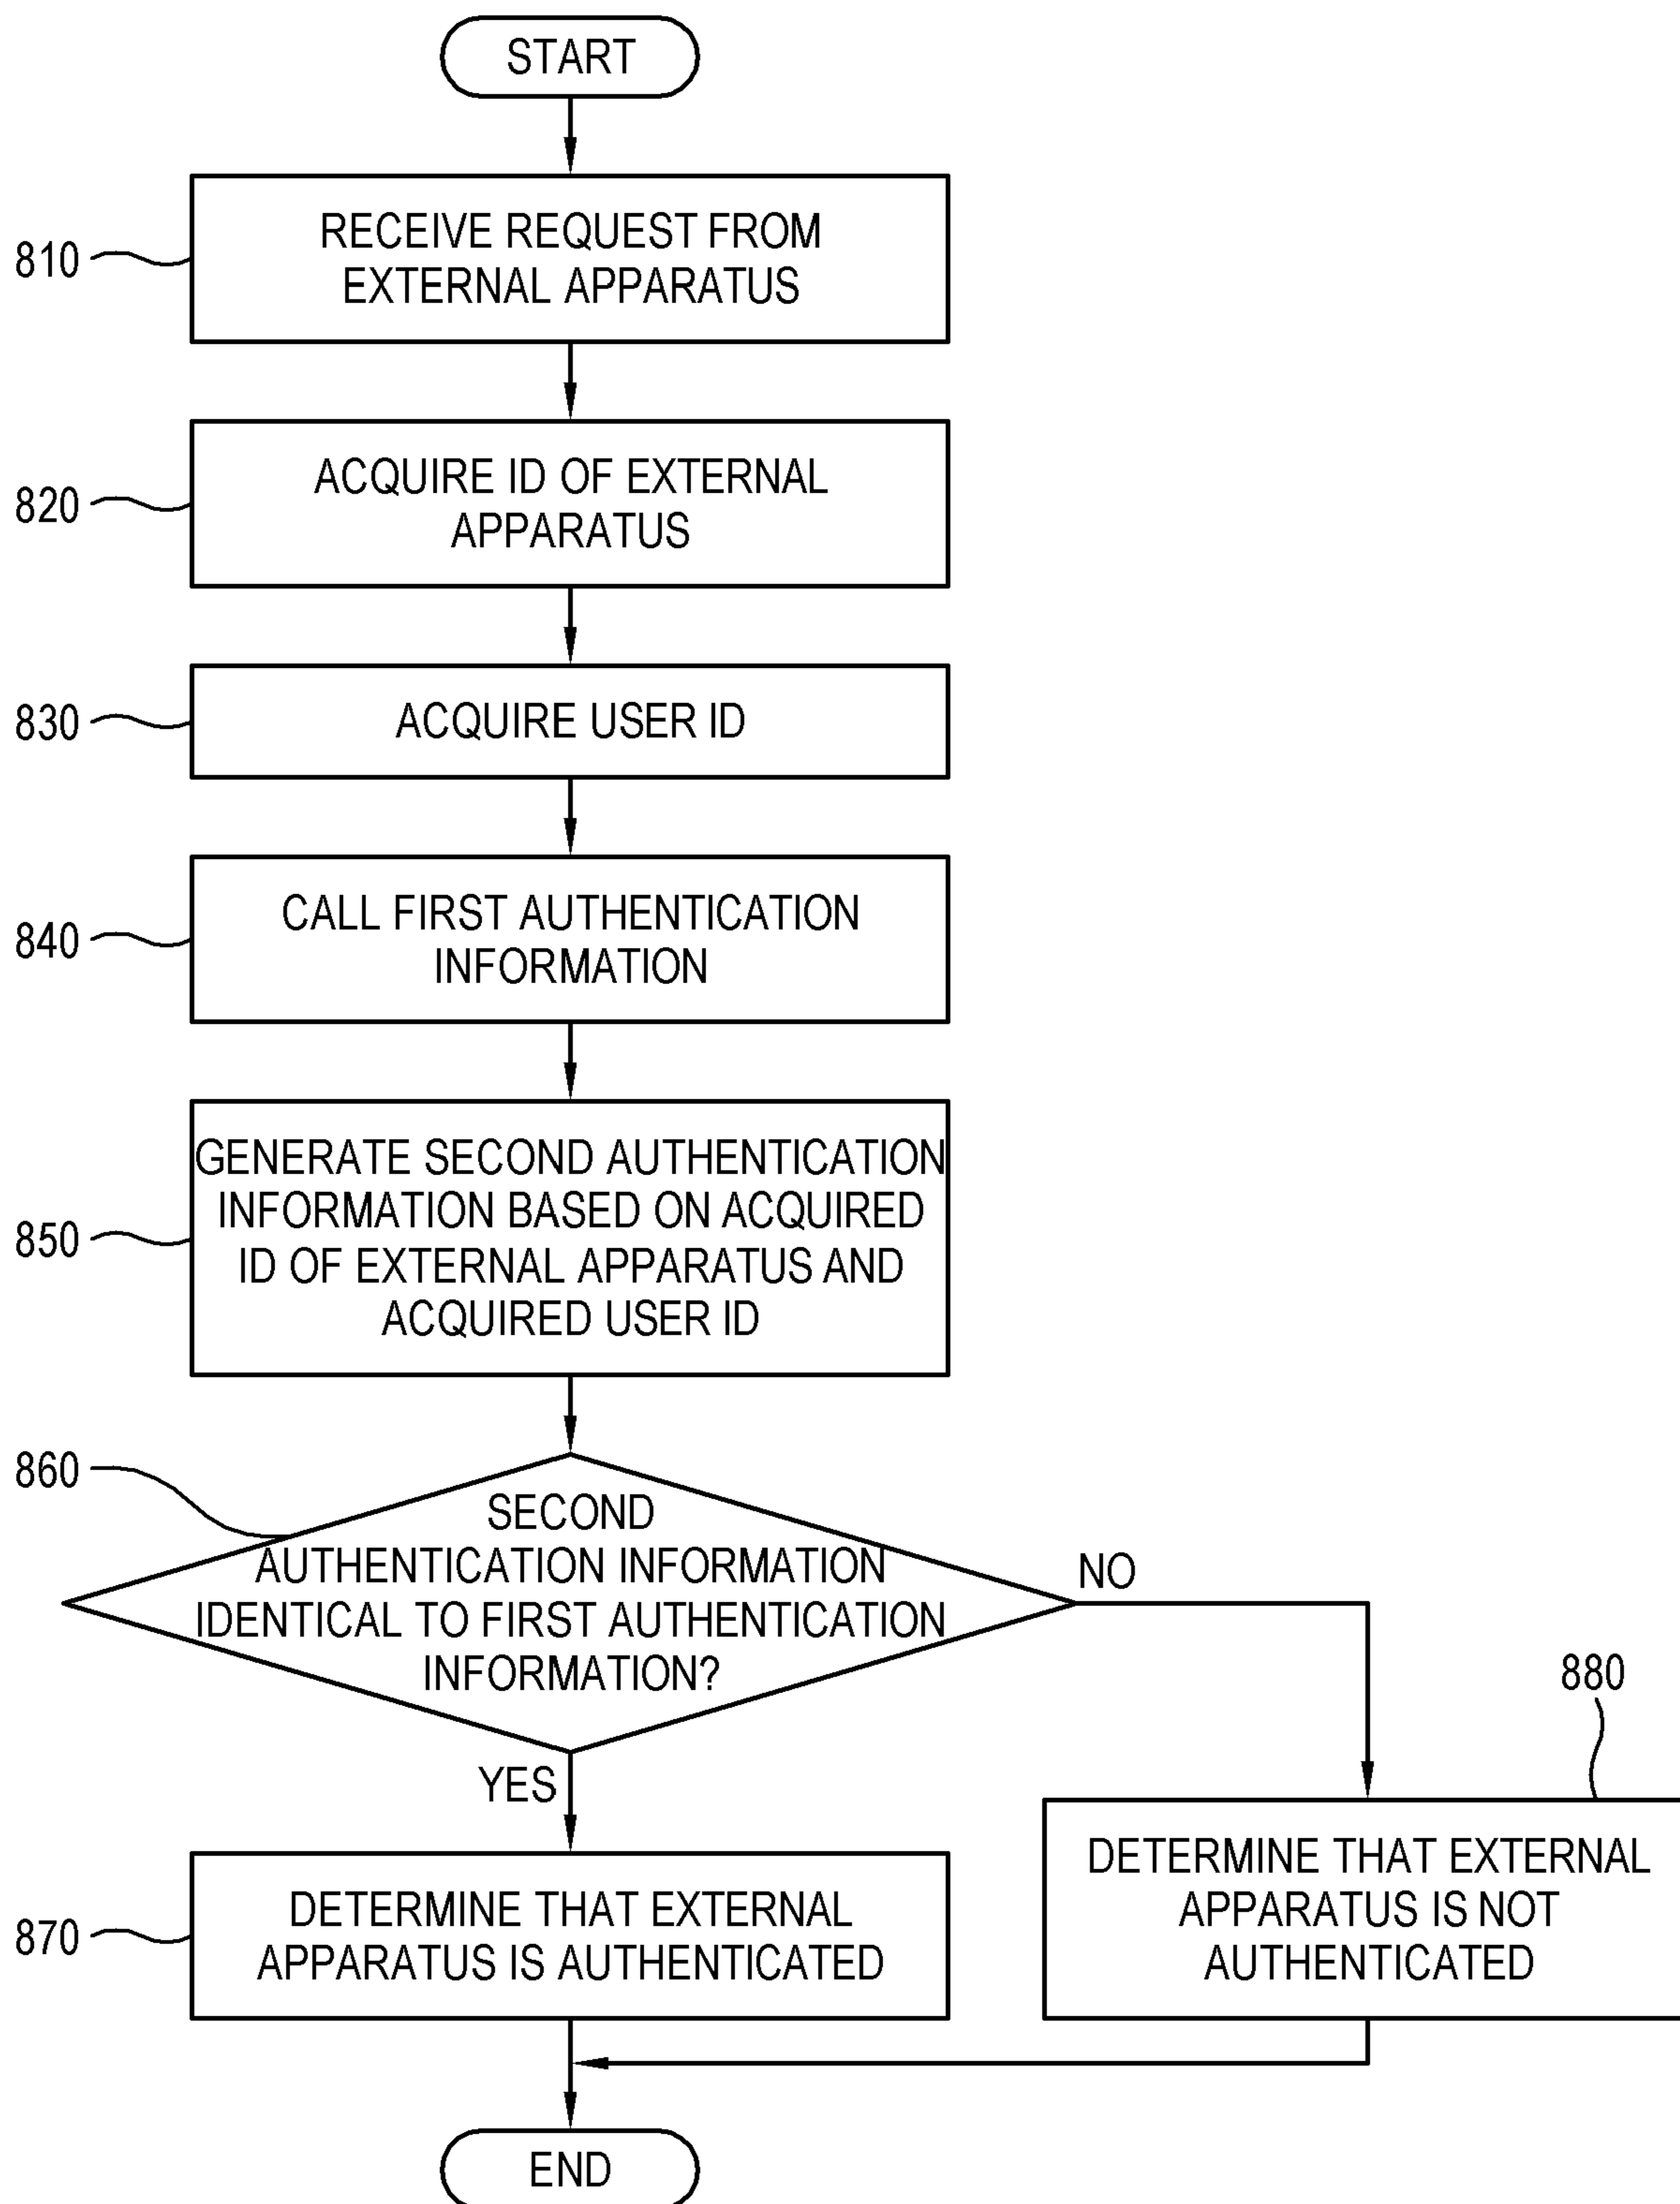 START
810
RECEIVE REQUEST FROM
EXTERNAL APPARATUS
820
ACQUIRE ID OF EXTERNAL
APPARATUS
830
ACQUIRE USER ID
840
CALL FIRST AUTHENTICATION
INFORMATION
850
GENERATE SECOND AUTHENTICATION
INFORMATION BASED ON ACQUIRED
ID OF EXTERNAL APPARATUS AND
ACQUIRED USER ID
860
SECOND
AUTHENTICATION INFORMATION
IDENTICAL TO FIRST AUTHENTICATION
INFORMATION?
NO
YES
870
DETERMINE THAT EXTERNAL
APPARATUS IS AUTHENTICATED
880
DETERMINE THAT EXTERNAL
APPARATUS IS NOT
AUTHENTICATED
END